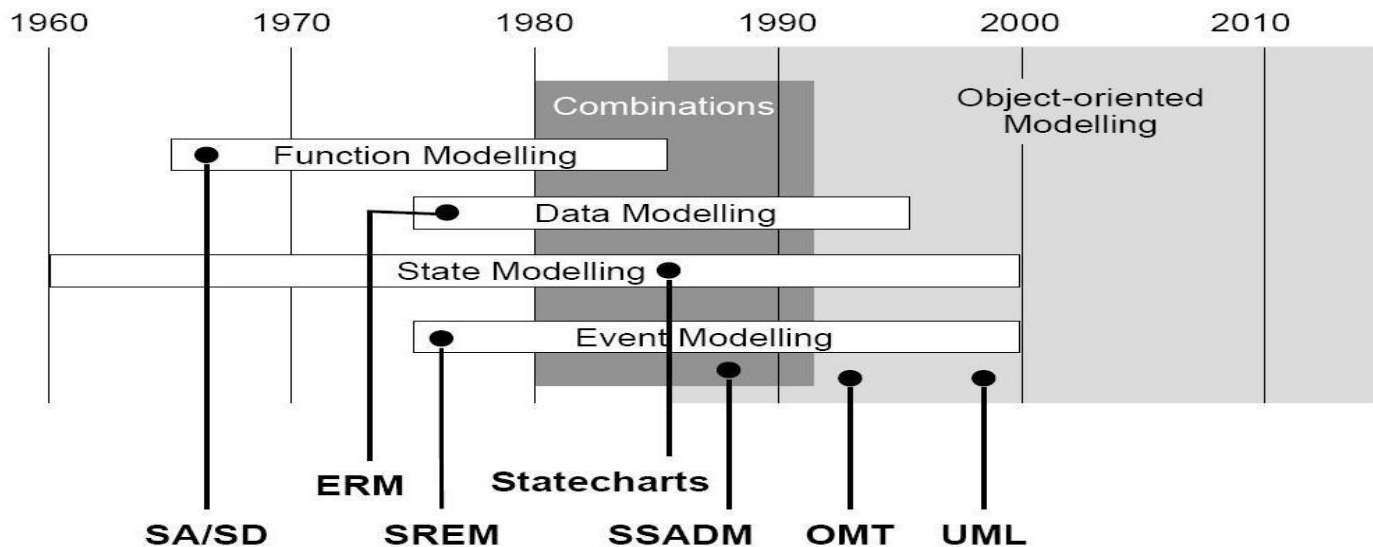 1960 1970 1980 1990 2000 2010
Combinations
Object-oriented
Modelling
Function Modelling
Data Modelling
State Modelling
Event Modelling
ERM Statecharts
SA/SD SREM SSADM OMT UML